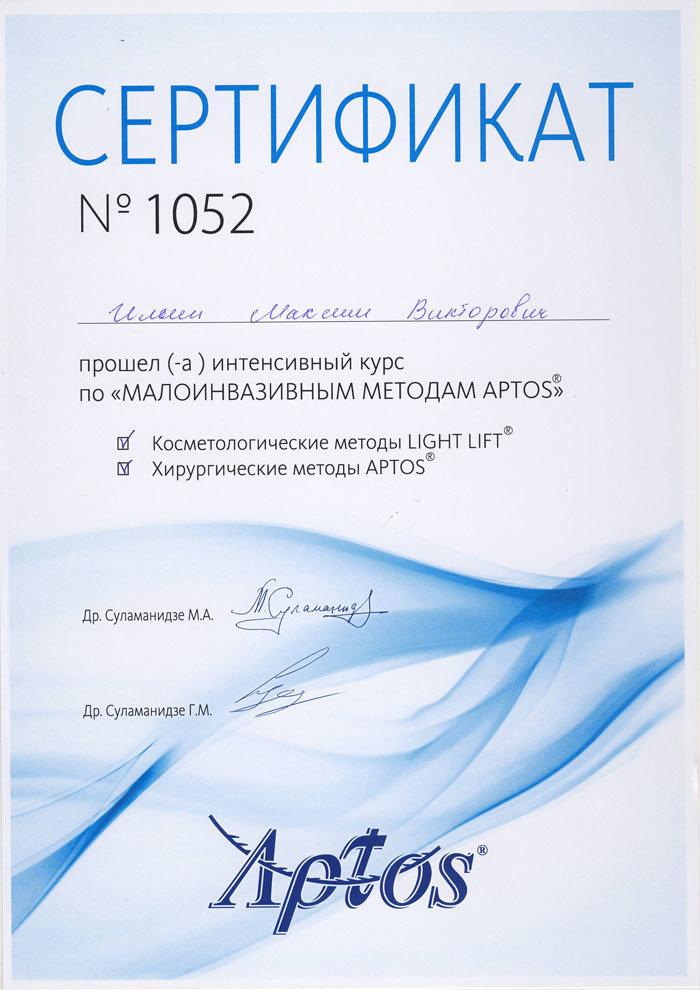 СЕРТИФИКАТ
№ 1052
Максим Викторович
прошел (-а ) интенсивный курс
по «МАЛОИНВАЗИВНЫМ МЕТОДАМ APTOS®»
Косметологические методы LIGHT LIFT®
Хирургические методы APTOS®
Др. Суламанидзе М.А. МСуламанидзе
Др. Суламанидзе Г.М.
Aptos®